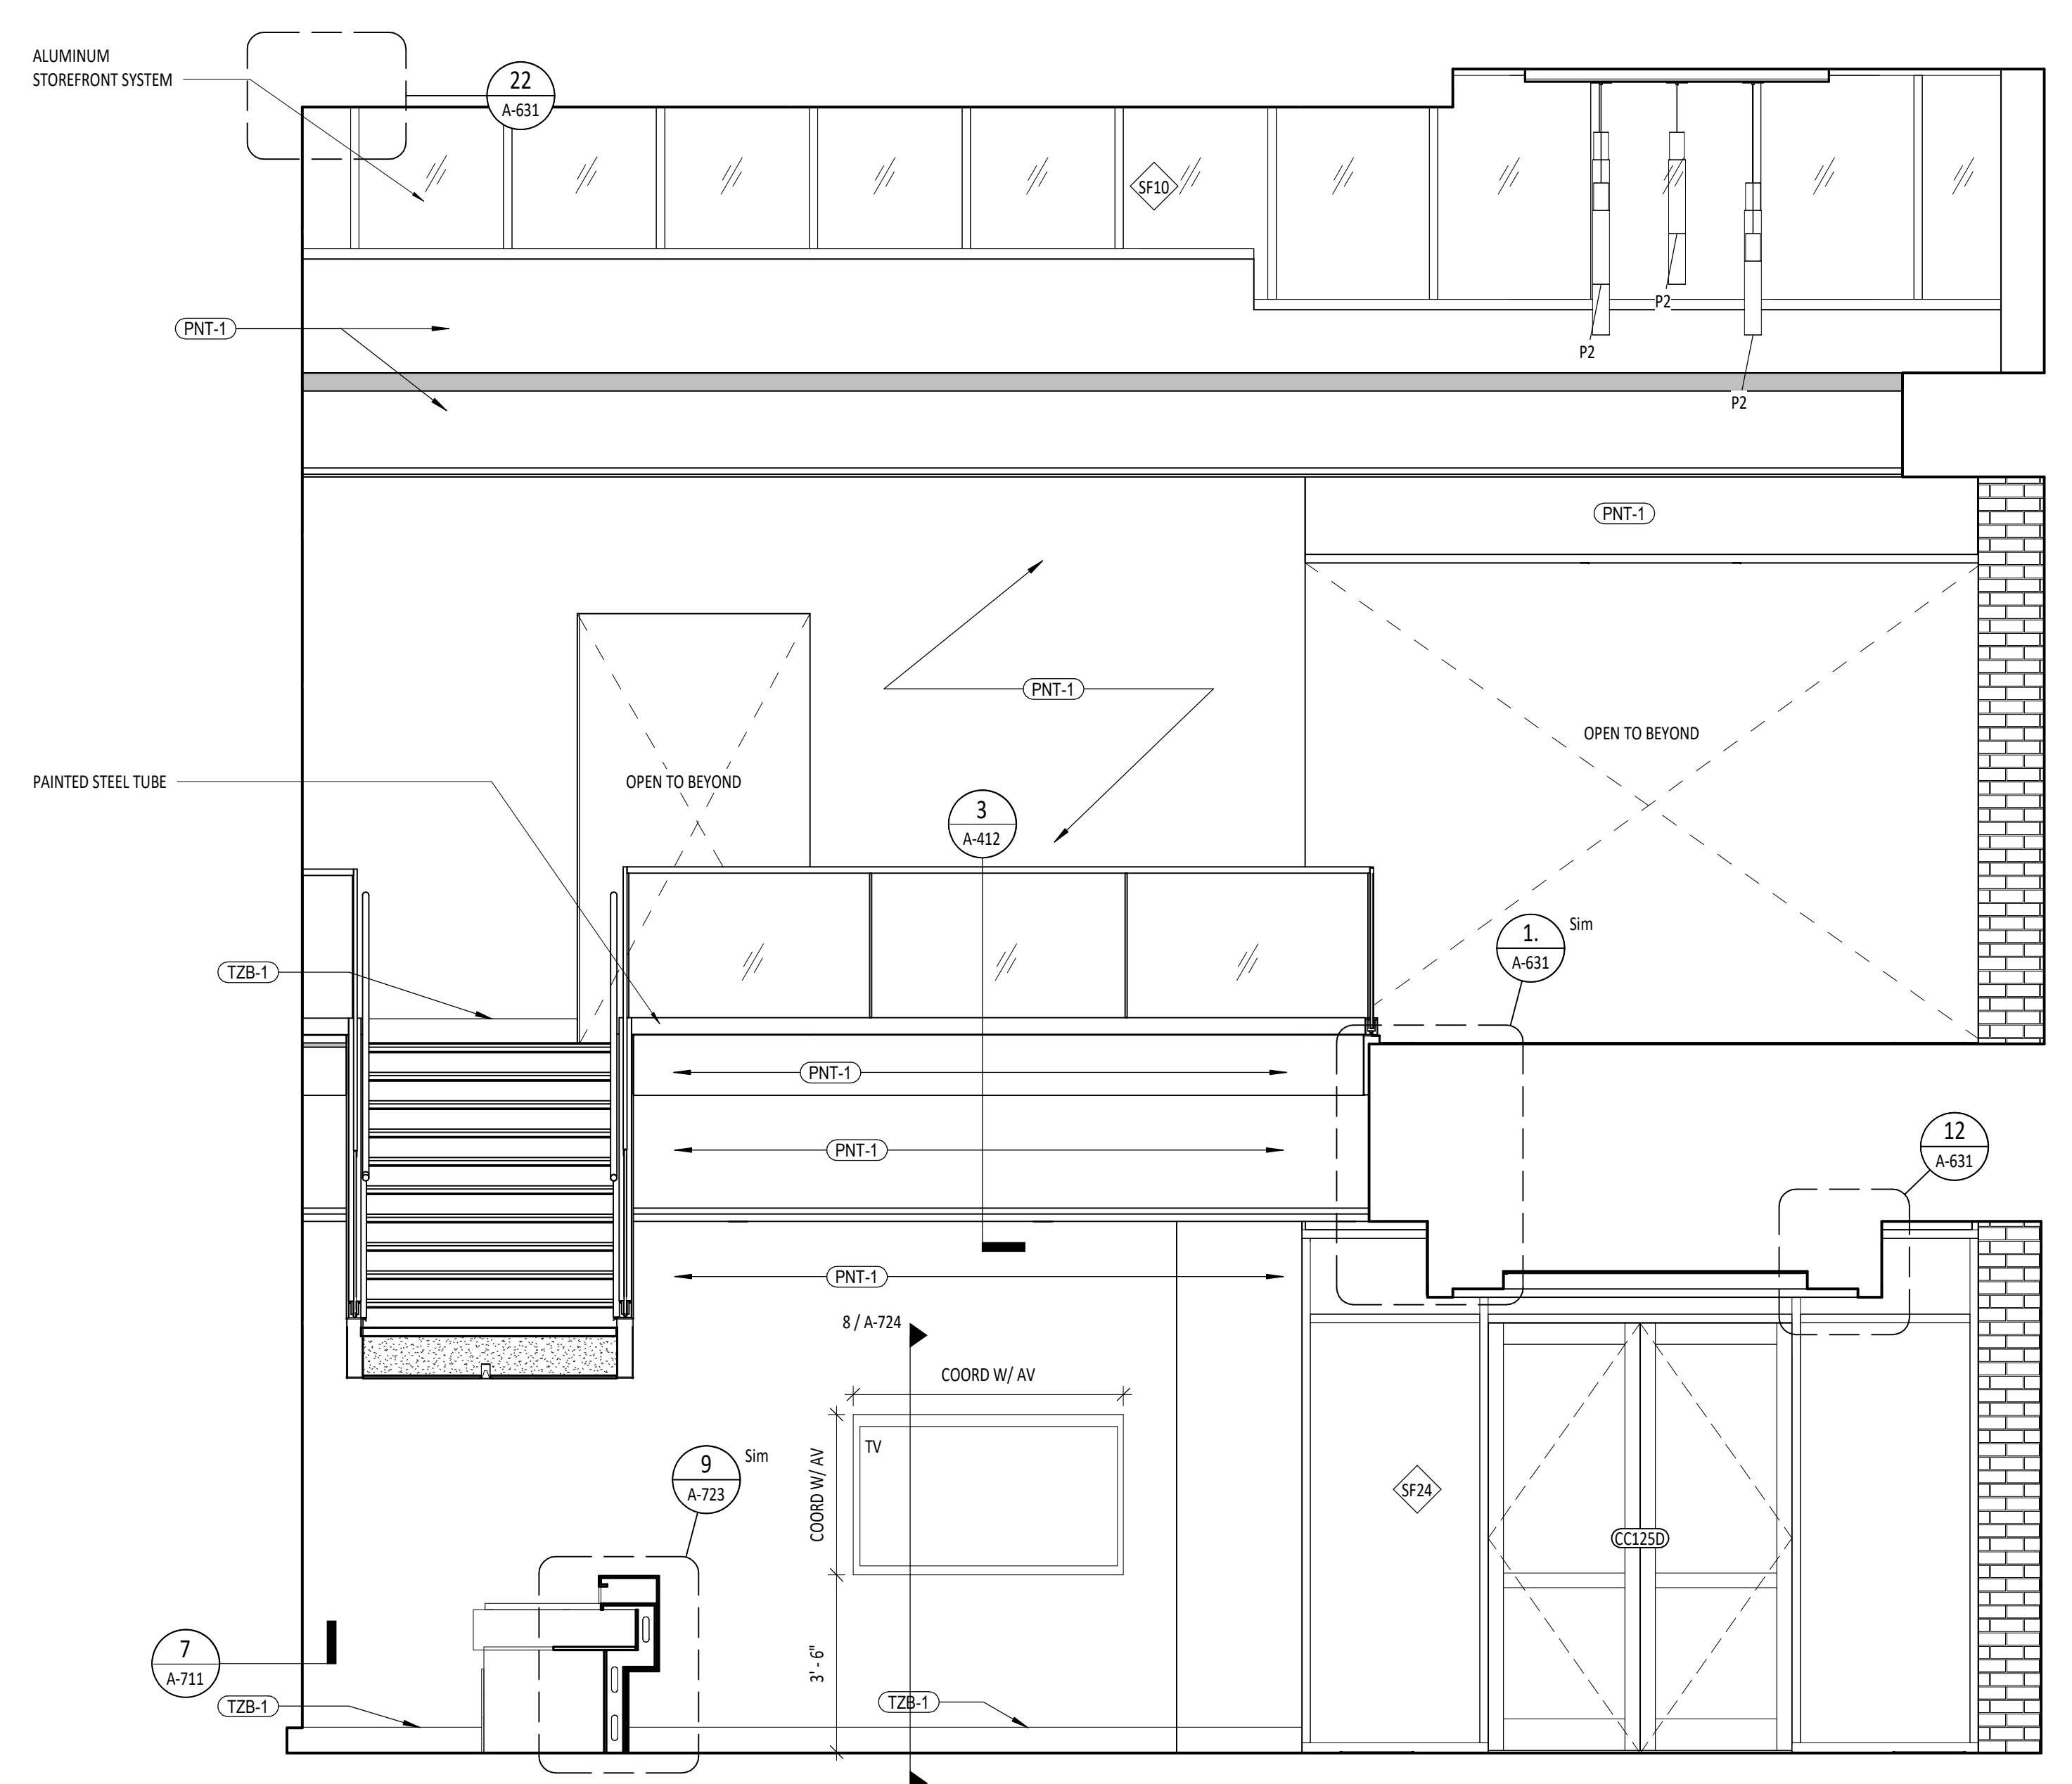 ALUMINUM
STOREFRONT SYSTEM
22
A-631
SF10
PNT-1
P2
P2
P2
PNT-1
PNT-1
OPEN TO BEYOND
OPEN TO BEYOND
PAINTED STEEL TUBE
3
A-412
1.
A-631
Sim
TZB-1
PNT-1
PNT-1
12
A-631
PNT-1
8 / A-724
COORD W/ AV
TV
COORD W/ AV
9
A-723
Sim
SF24
CC125D
3' - 6"
7
A-711
TZB-1
TZB-1